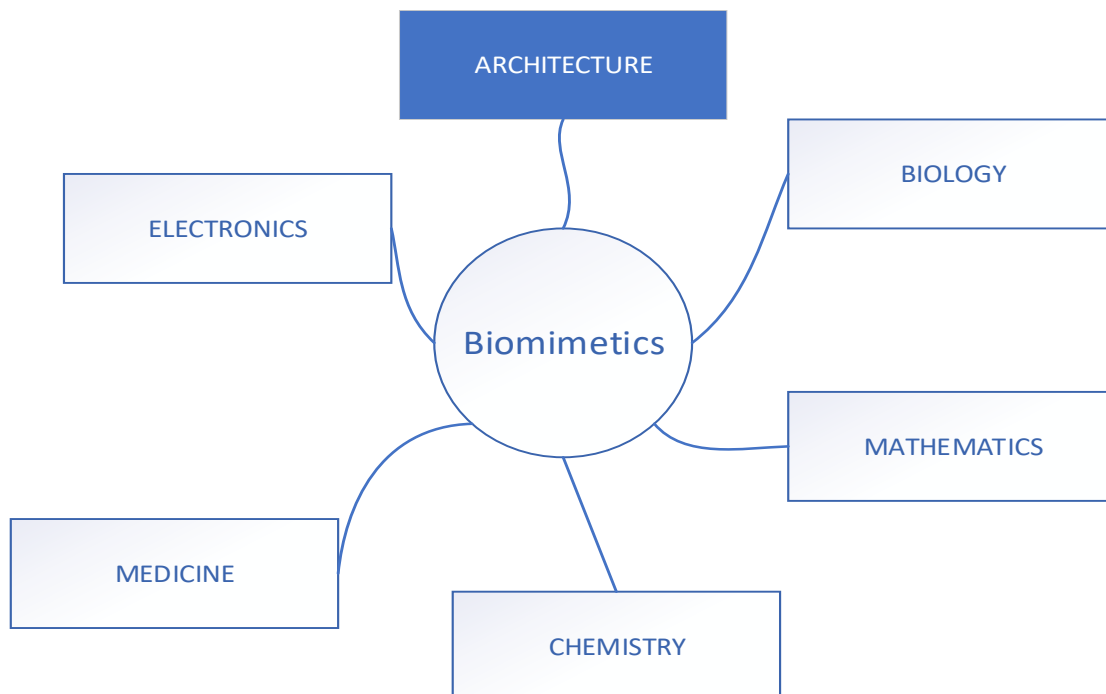 ARCHITECTURE
BIOLOGY
ELECTRONICS
Biomimetics
MATHEMATICS
MEDICINE
CHEMISTRY